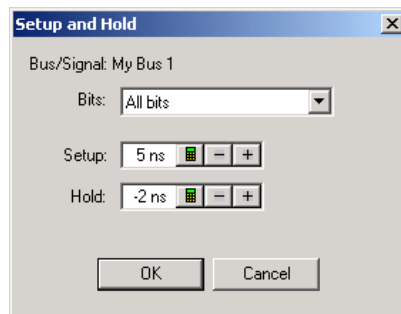 Setup and Hold
Bus/Signal: My Bus 1
Bits: All bits
Setup: 5 ns - +
Hold: -2 ns - +
OK Cancel